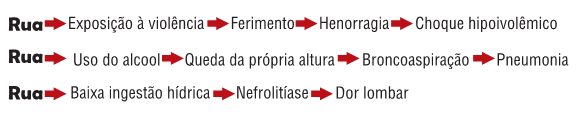 Rua Exposição à violência Ferimento Henorragia Choque hipoivolêmico
Rua Uso do alcool Queda da própria altura Broncoaspiração Pneumonia
Rua Baixa ingestão hídrica Nefrolitíase Dor lombar